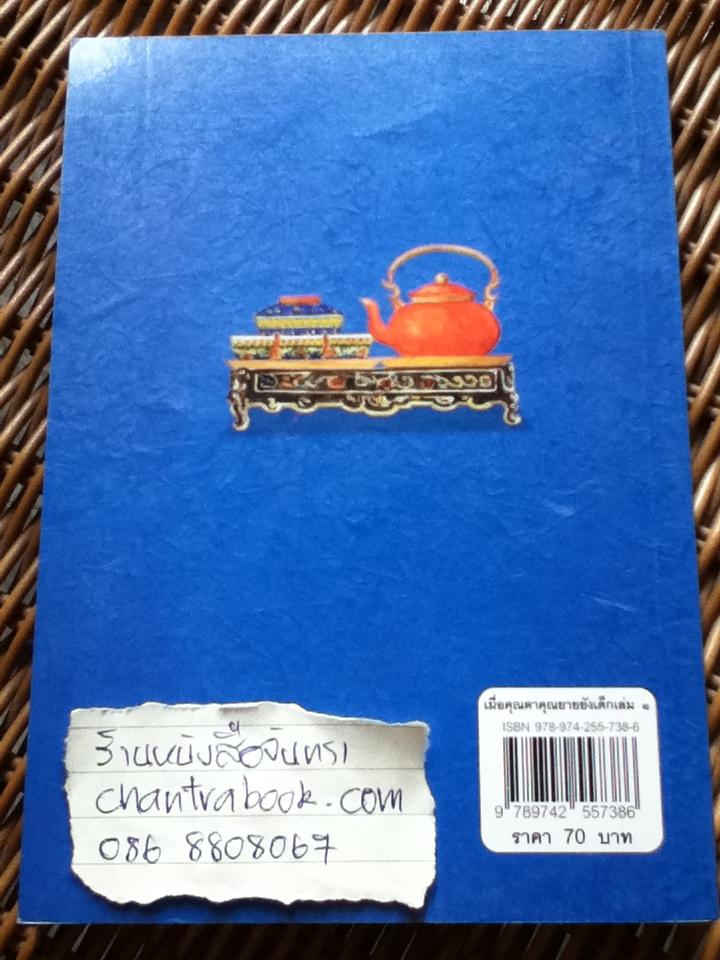 ร้านหนังสือจันทรา
chantrabook.com
086 8808067
เมื่อคุณตาคุณยายยังเด็กเล่ม ๑
ISBN 978-974-255-738-6
9 789742 557386
ราคา 70 บาท